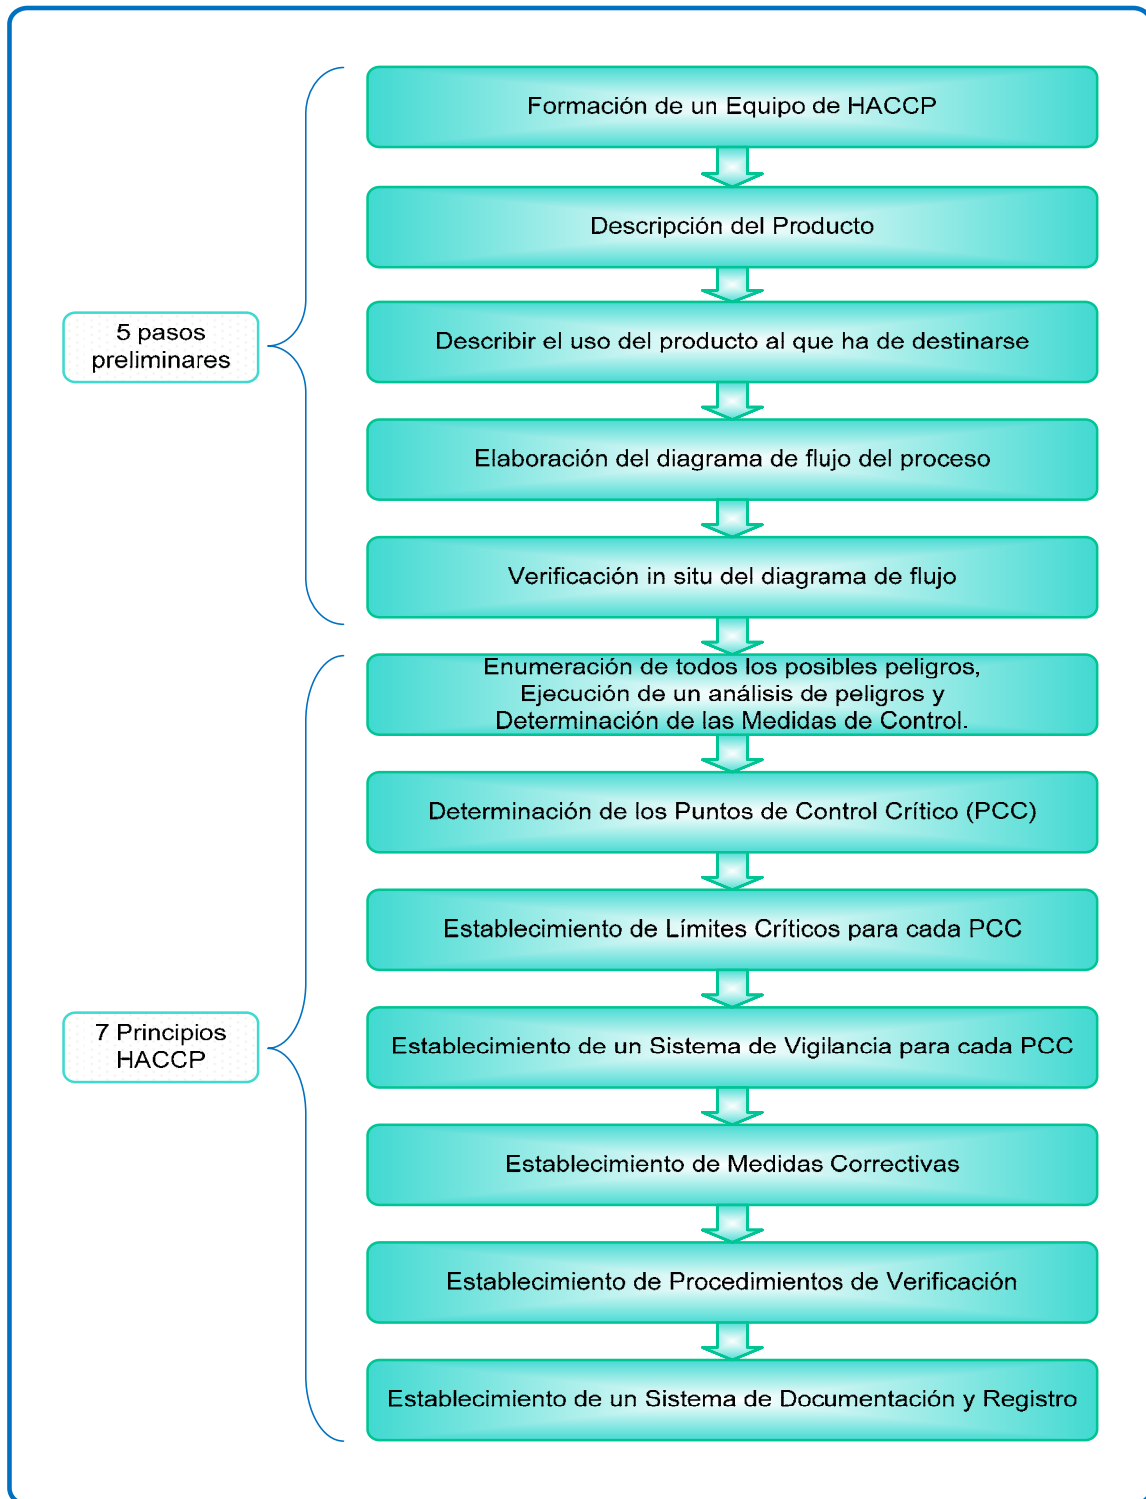 Formación de un Equipo de HACCP
Descripción del Producto
5 pasos
preliminares
Describir el uso del producto al que ha de destinarse
Elaboración del diagrama de flujo del proceso
Verificación in situ del diagrama de flujo
Enumeración de todos los posibles peligros,
Ejecución de un análisis de peligros y
Determinación de las Medidas de Control.
Determinación de los Puntos de Control Crítico (PCC)
Establecimiento de Límites Críticos para cada PCC
7 Principios
HACCP
Establecimiento de un Sistema de Vigilancia para cada PCC
Establecimiento de Medidas Correctivas
Establecimiento de Procedimientos de Verificación
Establecimiento de un Sistema de Documentación y Registro